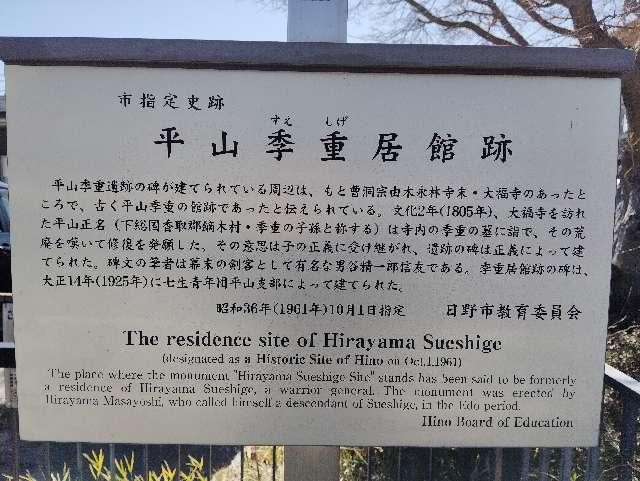 市指定史跡
すえ しげ
平山季重居館跡
平山季重遺跡の碑が建てられている周辺は、もと曹洞宗由木永林寺末・大福寺のあったと
ころで、古く平山季重の館跡であったと伝えられている。文化2年(1805年)、大福寺を訪れ
た平山正名(下総国香取郡鏑木村・季重の子孫と称する)は寺内の季重の墓に詣で、その荒
廃を嘆いて修復を発願した。その意思は子の正義に受け継がれ、遺跡の碑は正義によって建
てられた。碑文の筆者は幕末の剣客として有名な男谷精一郎信友である。季重居館跡の碑は、
大正14年(1925年)に七生青年団平山支部によって建てられた。
昭和36年(1961年)10月1日指定 日野市教育委員会
The residence site of Hirayama Sueshige
(designated as a Historic Site of Hino on Oct.1.1961)
The place where the monument "Hirayama Sueshige Site" stands has been said to be formerly
a residence of Hirayama Sueshige, a warrior general. The monument was erected by
Hirayama Masayoshi, who called himself a descendant of Sueshige, in the Edo period.
Hino Board of Education